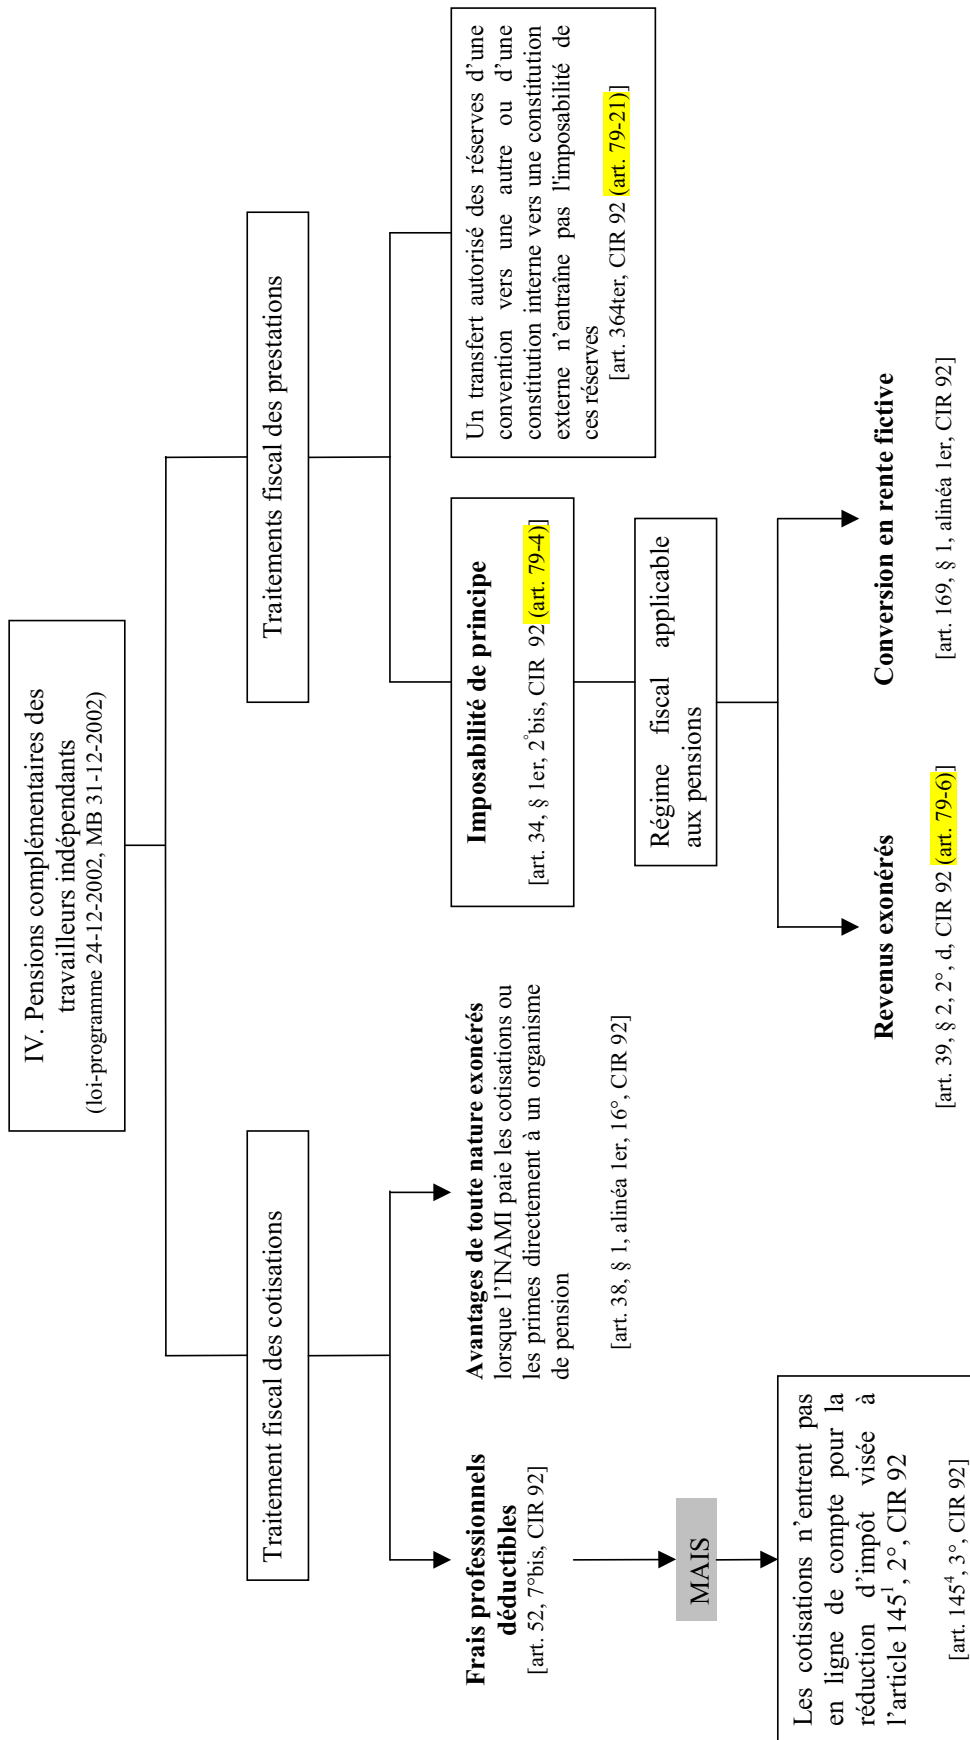 IV. Pensions complémentaires des
travailleurs indépendants
(loi-programme 24-12-2002, MB 31-12-2002)
Traitement fiscal des cotisations
Traitements fiscal des prestations
Frais professionnels
déductibles
[art. 52, 7°bis, CIR 92]
Avantages de toute nature exonérés
lorsque l’INAMI paie les cotisations ou
les primes directement à un organisme
de pension
[art. 38, § 1, alinéa 1er, 16°, CIR 92]
Imposabilité de principe
[art. 34, § 1er, 2°bis, CIR 92 (art. 79-4)]
Un transfert autorisé des réserves d’une
convention vers une autre ou d’une
constitution interne vers une constitution
externe n’entraîne pas l'imposabilité de
ces réserves
[art. 364ter, CIR 92 (art. 79-21)]
MAIS
Régime fiscal applicable
aux pensions
Les cotisations n’entrent pas
en ligne de compte pour la
réduction d’impôt visée à
l’article 145¹, 2°, CIR 92
[art. 145⁴, 3°, CIR 92]
Revenus exonérés
[art. 39, § 2, 2°, d, CIR 92 (art. 79-6)]
Conversion en rente fictive
[art. 169, § 1, alinéa 1er, CIR 92]